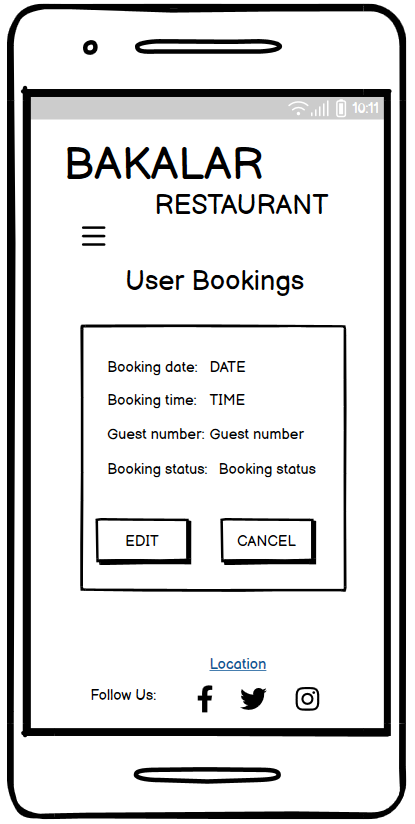 10:11
BAKALAR
RESTAURANT
User Bookings
Booking date: DATE
Booking time: TIME
Guest number: Guest number
Booking status: Booking status
EDIT CANCEL
Location
Follow Us: